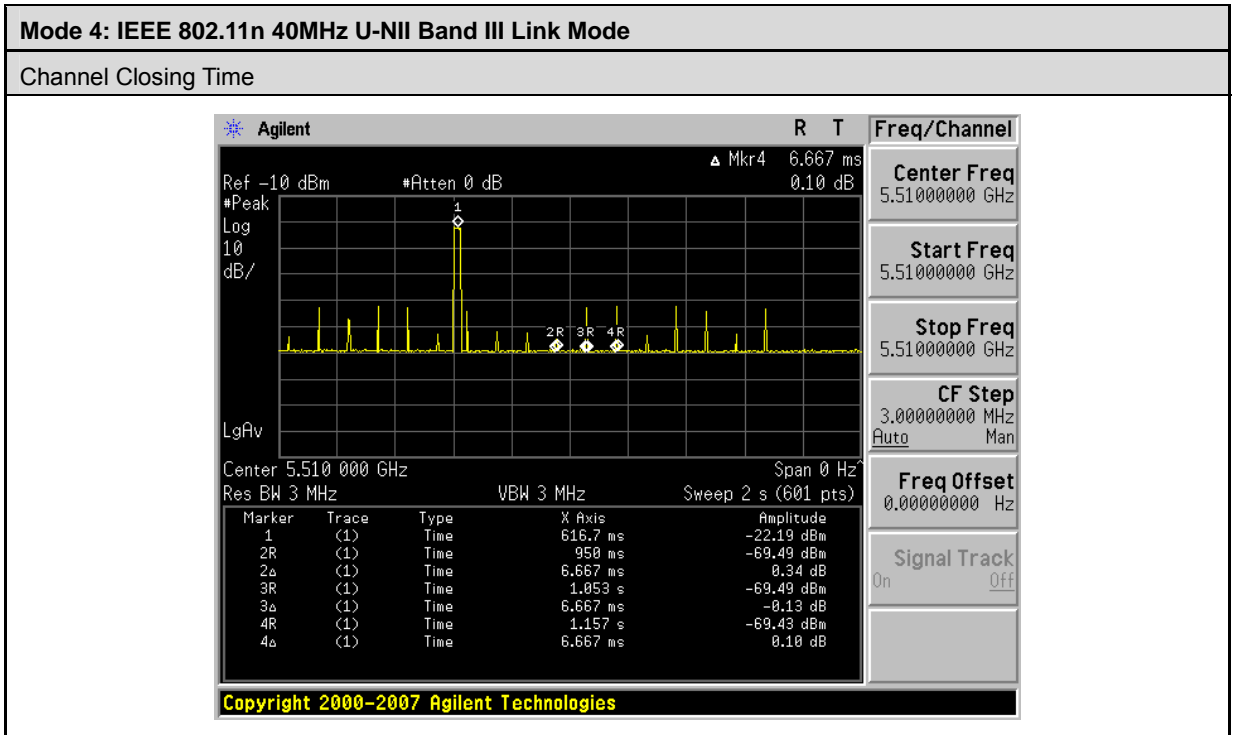 Mode 4: IEEE 802.11n 40MHz U-NII Band III Link Mode
Channel Closing Time
Agilent R T Freq/Channel
Δ Mkr4 6.667 ms
Ref -10 dBm #Atten 0 dB 0.10 dB
#Peak
Log
10
dB/
1
2R 3R 4R
LgAv
Center 5.510 000 GHz Span 0 Hz^
Res BW 3 MHz VBW 3 MHz Sweep 2 s (601 pts)
Marker Trace Type X Axis Amplitude
1 (1) Time 616.7 ms -22.19 dBm
2R (1) Time 950 ms -69.49 dBm
2Δ (1) Time 6.667 ms 0.34 dB
3R (1) Time 1.053 s -69.49 dBm
3Δ (1) Time 6.667 ms -0.13 dB
4R (1) Time 1.157 s -69.43 dBm
4Δ (1) Time 6.667 ms 0.10 dB
Center Freq
5.51000000 GHz
Start Freq
5.51000000 GHz
Stop Freq
5.51000000 GHz
CF Step
3.00000000 MHz
Auto Man
Freq Offset
0.00000000 Hz
Signal Track
On Off
Copyright 2000-2007 Agilent Technologies